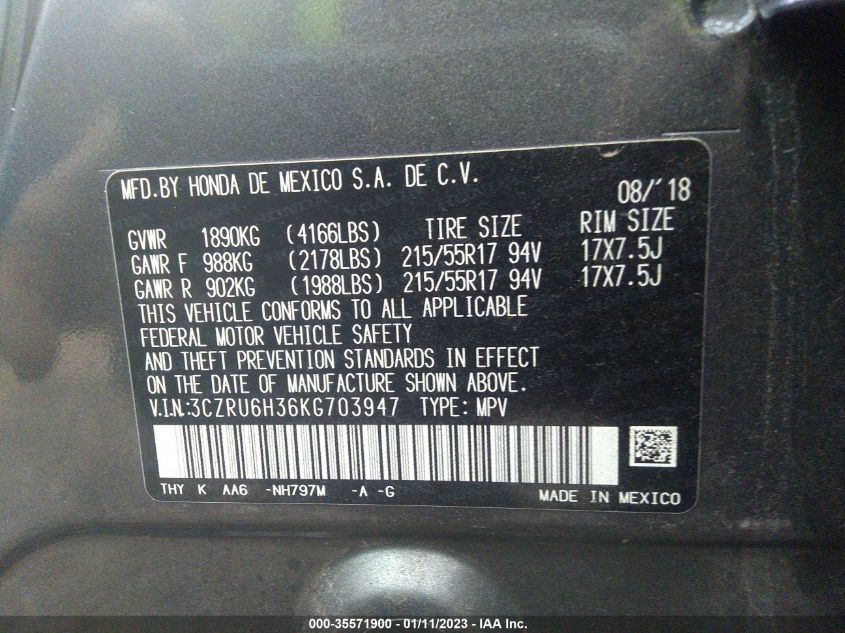 MFD.BY HONDA DE MEXICO S.A. DE C.V.
08/'18
GVWR 1890KG (4166LBS) TIRE SIZE RIM SIZE
GAWR F 988KG (2178LBS) 215/55R17 94V 17X7.5J
GAWR R 902KG (1988LBS) 215/55R17 94V 17X7.5J
THIS VEHICLE CONFORMS TO ALL APPLICABLE
FEDERAL MOTOR VEHICLE SAFETY
AND THEFT PREVENTION STANDARDS IN EFFECT
ON THE DATE OF MANUFACTURE SHOWN ABOVE.
V.I.N.:3CZRU6H36KG703947 TYPE: MPV
THY K AA6 -NH797M -A -G MADE IN MEXICO
000-35571900 - 01/11/2023 - IAA Inc.